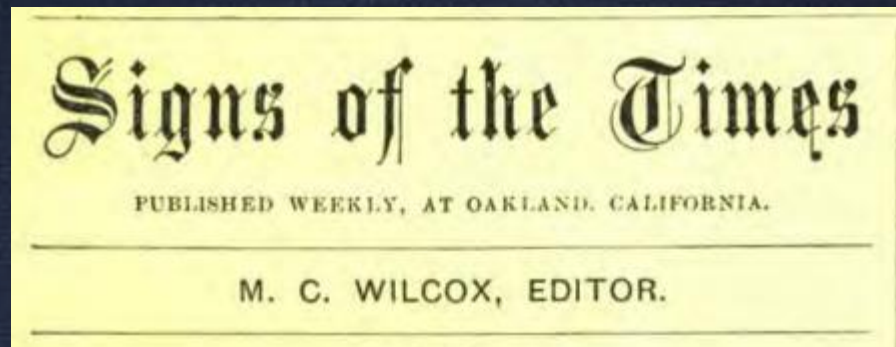 Signs of the Times
PUBLISHED WEEKLY, AT OAKLAND, CALIFORNIA.
M. C. WILCOX, EDITOR.